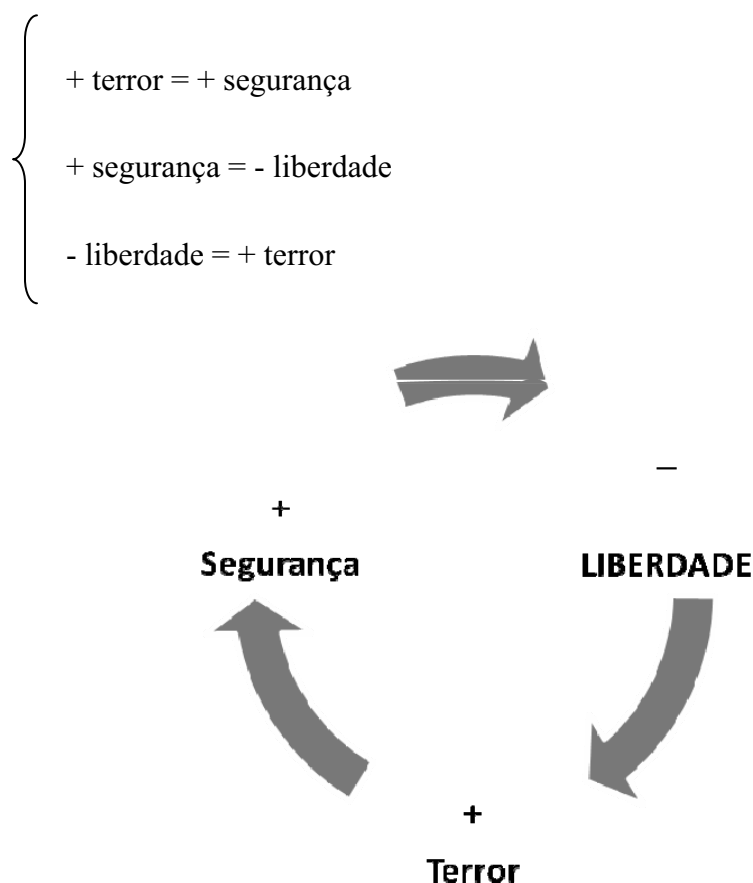 + terror = + segurança
+ segurança = - liberdade
- liberdade = + terror
–
+
Segurança LIBERDADE
+
Terror